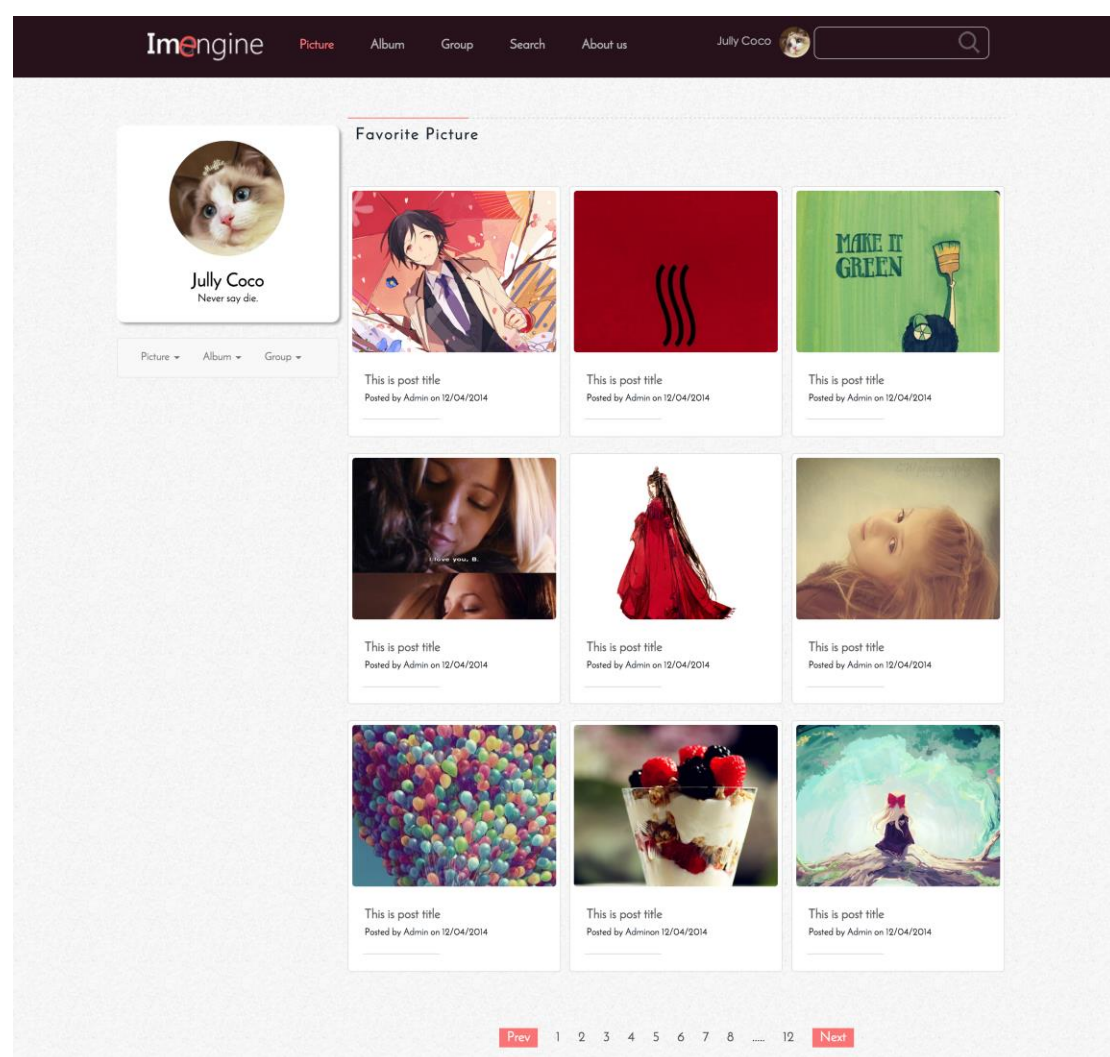 Imengine Picture Album Group Search About us Jully Coco
Favorite Picture
Jully Coco
Never say die.
Picture Album Group
MAKE IT
GREEN
This is post title
Posted by Admin on 12/04/2014
This is post title
Posted by Admin on 12/04/2014
This is post title
Posted by Admin on 12/04/2014
I love you, B.
This is post title
Posted by Admin on 12/04/2014
This is post title
Posted by Admin on 12/04/2014
This is post title
Posted by Admin on 12/04/2014
This is post title
Posted by Admin on 12/04/2014
This is post title
Posted by Adminon 12/04/2014
This is post title
Posted by Admin on 12/04/2014
Prev 1 2 3 4 5 6 7 8 ..... 12 Next